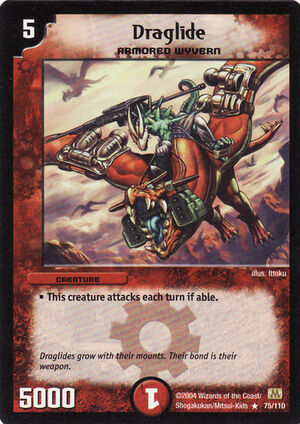 5
Draglide
ARMORED WYVERN
illus. Ittoku
CREATURE
▪ This creature attacks each turn if able.
Draglides grow with their mounts. Their bond is their
weapon.
5000
1
©2004 Wizards of the Coast/
Shogakukan/Mitsui-Kids ★ 75/110